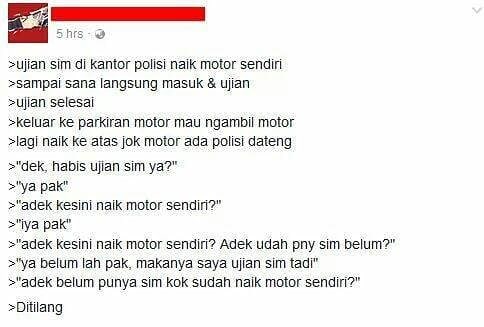 5 hrs
>ujian sim di kantor polisi naik motor sendiri
>sampai sana langsung masuk & ujian
>ujian selesai
>keluar ke parkiran motor mau ngambil motor
>lagi naik ke atas jok motor ada polisi dateng
>"dek, habis ujian sim ya?"
>"ya pak"
>"adek kesini naik motor sendiri?"
>"iya pak"
>"adek kesini naik motor sendiri? Adek udah pny sim belum?"
>"ya belum lah pak, makanya saya ujian sim tadi"
>"adek belum punya sim kok sudah naik motor sendiri?"
>Ditilang